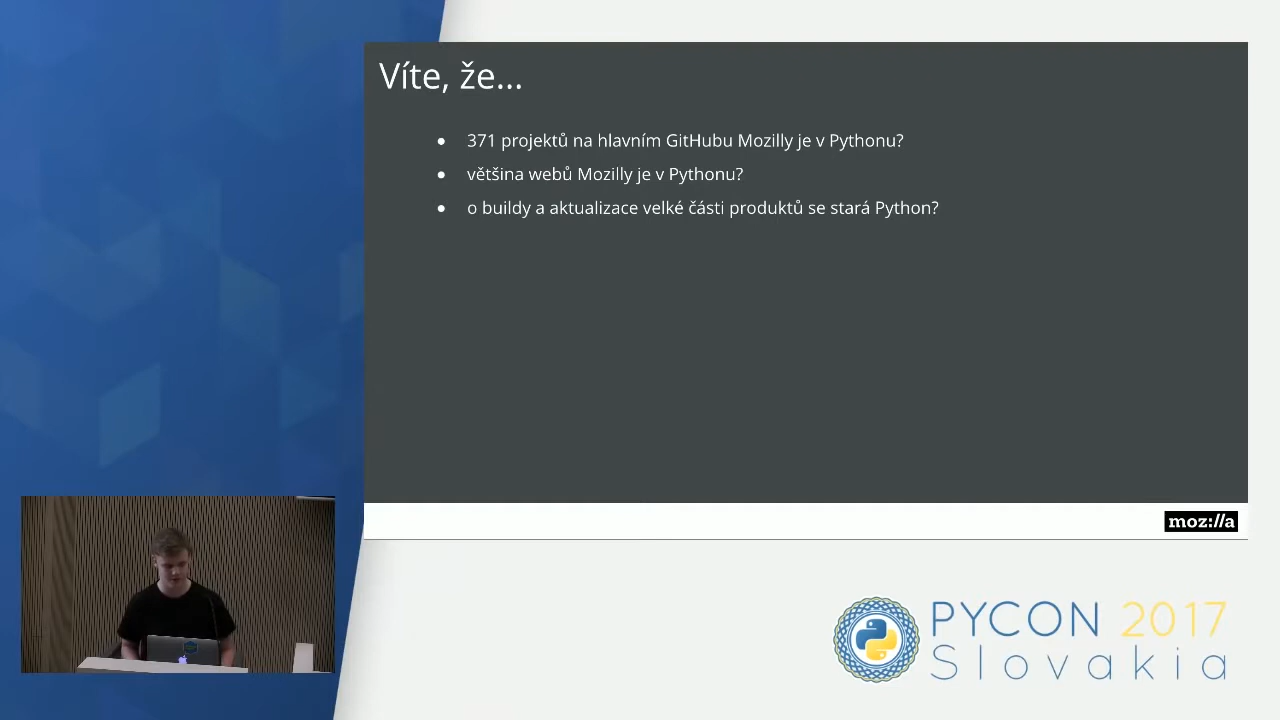 Víte, že...
371 projektů na hlavním GitHubu Mozilly je v Pythonu?
většina webů Mozilly je v Pythonu?
o buildy a aktualizace velké části produktů se stará Python?
moz://a
PYCON 2017
Slovakia